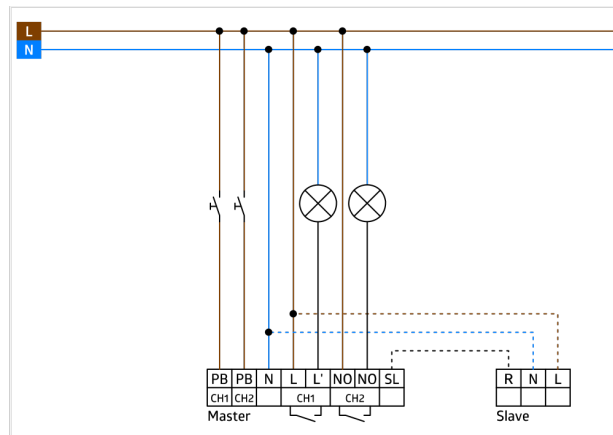 L
N
PB PB N L L' NO NO SL R N L
CH1 CH2 CH1 CH2
Master Slave